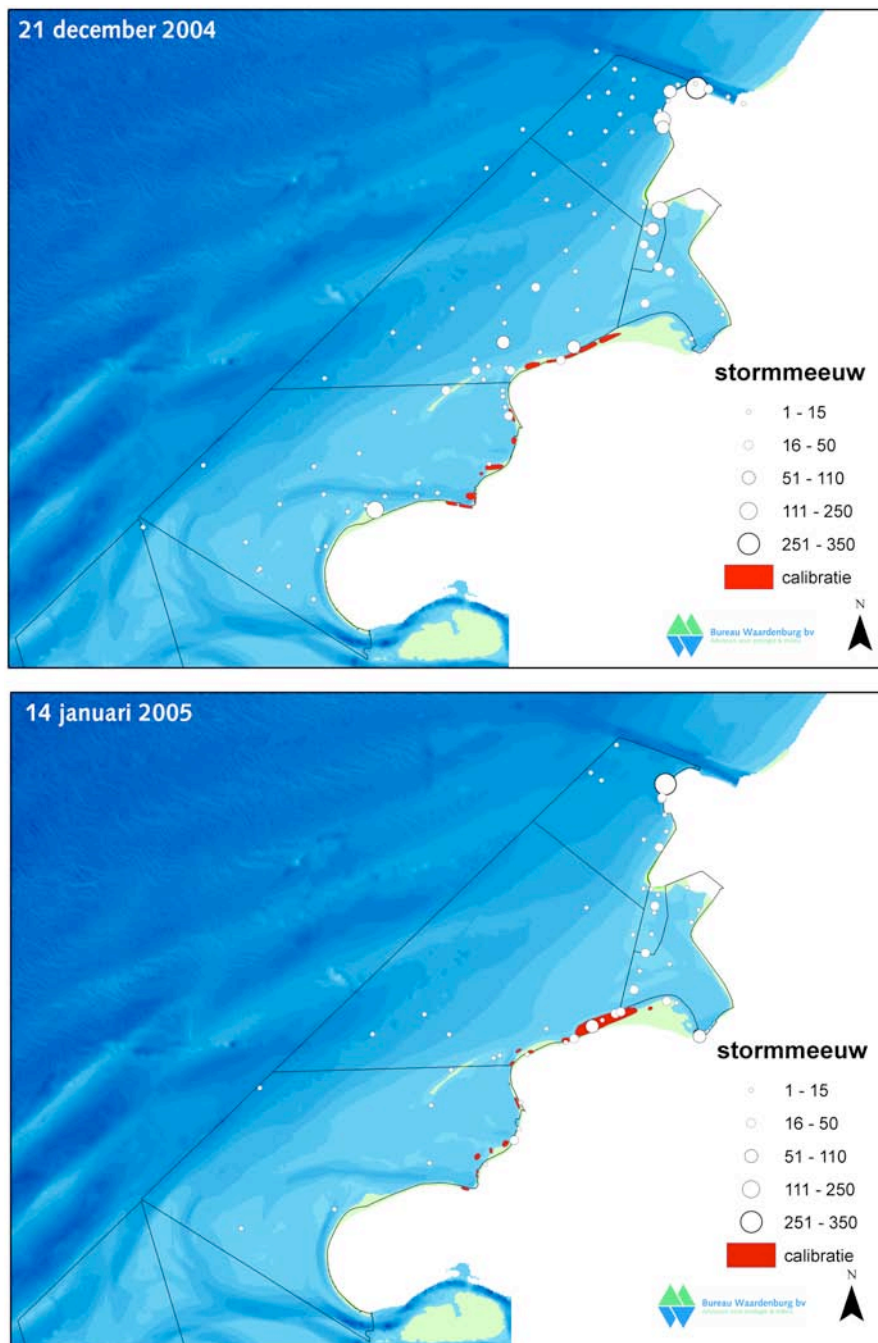 21 december 2004
stormmeeuw
1 - 15
16 - 50
51 - 110
111 - 250
251 - 350
calibratie
N
Bureau Waardenburg bv
14 januari 2005
stormmeeuw
1 - 15
16 - 50
51 - 110
111 - 250
251 - 350
calibratie
N
Bureau Waardenburg bv